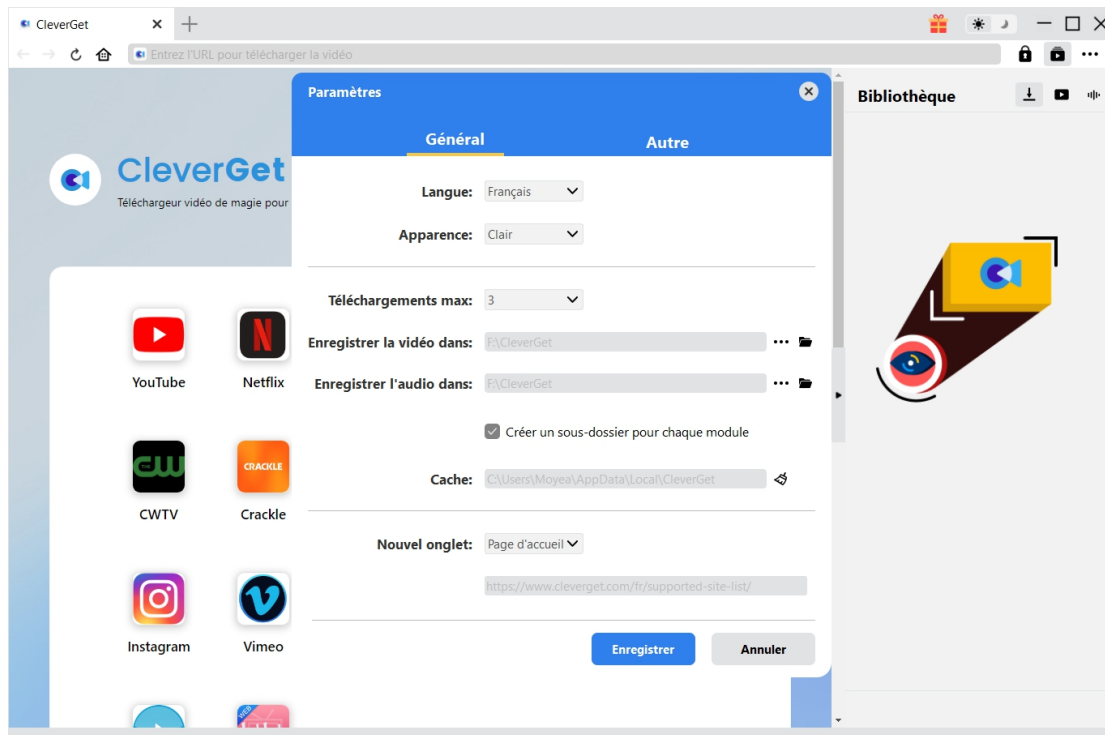 CleverGet
Entrez l'URL pour télécharger la vidéo
Paramètres
Général
Autre
Bibliothèque
CleverGet
Téléchargeur vidéo de magie pour
Langue: Français
Apparence: Clair
Téléchargements max: 3
Enregistrer la vidéo dans: F:\CleverGet
Enregistrer l'audio dans: F:\CleverGet
Créer un sous-dossier pour chaque module
Cache: C:\Users\Moyea\AppData\Local\CleverGet
Nouvel onglet: Page d'accueil
https://www.cleverget.com/fr/supported-site-list/
Enregistrer
Annuler
YouTube
N
Netflix
THE CW
CWTV
CRACKLE
Crackle
Instagram
Vimeo
WEB